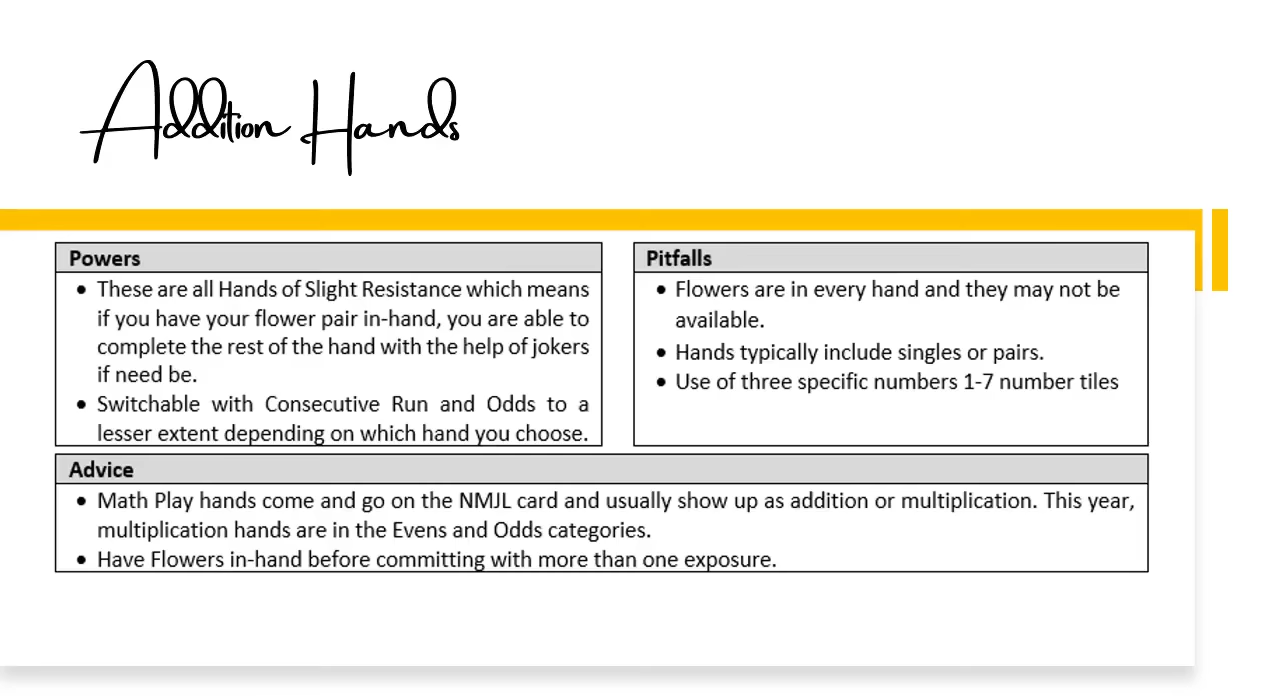 Addition Hands
Powers
• These are all Hands of Slight Resistance which means
if you have your flower pair in-hand, you are able to
complete the rest of the hand with the help of jokers
if need be.
• Switchable with Consecutive Run and Odds to a
lesser extent depending on which hand you choose.
Pitfalls
• Flowers are in every hand and they may not be
available.
• Hands typically include singles or pairs.
• Use of three specific numbers 1-7 number tiles
Advice
• Math Play hands come and go on the NMJL card and usually show up as addition or multiplication. This year,
multiplication hands are in the Evens and Odds categories.
• Have Flowers in-hand before committing with more than one exposure.